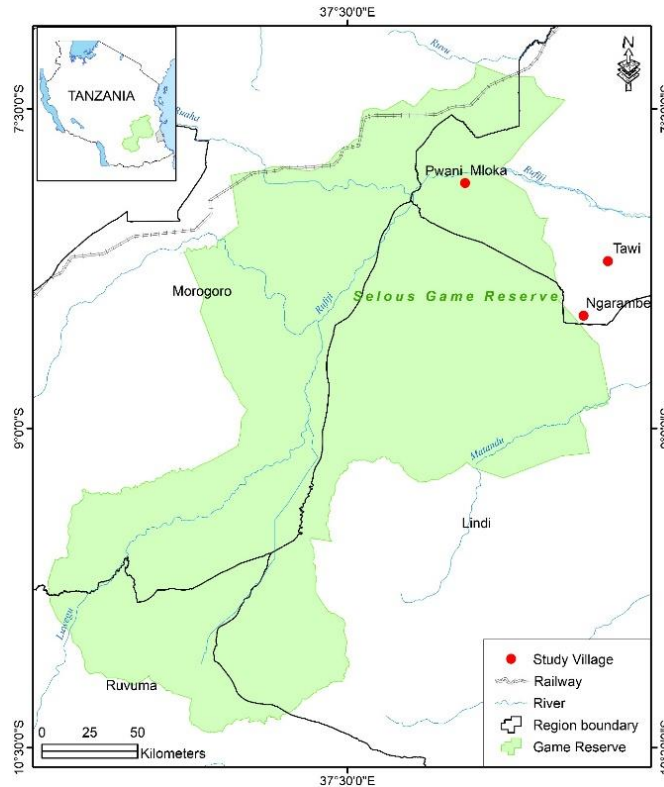 37°30'0"E
N
TANZANIA
Ruvu
7°30'0"S
Ruaha
Pwani Mloka
Rufiji
Tawi
Morogoro
Rufiji
Selous Game Reserve
Ngarambe
9°0'0"S
Matandu
Lindi
Luwegu
Ruvuma
Study Village
Railway
River
Region boundary
Game Reserve
0 25 50
Kilometers
10°30'0"S
37°30'0"E